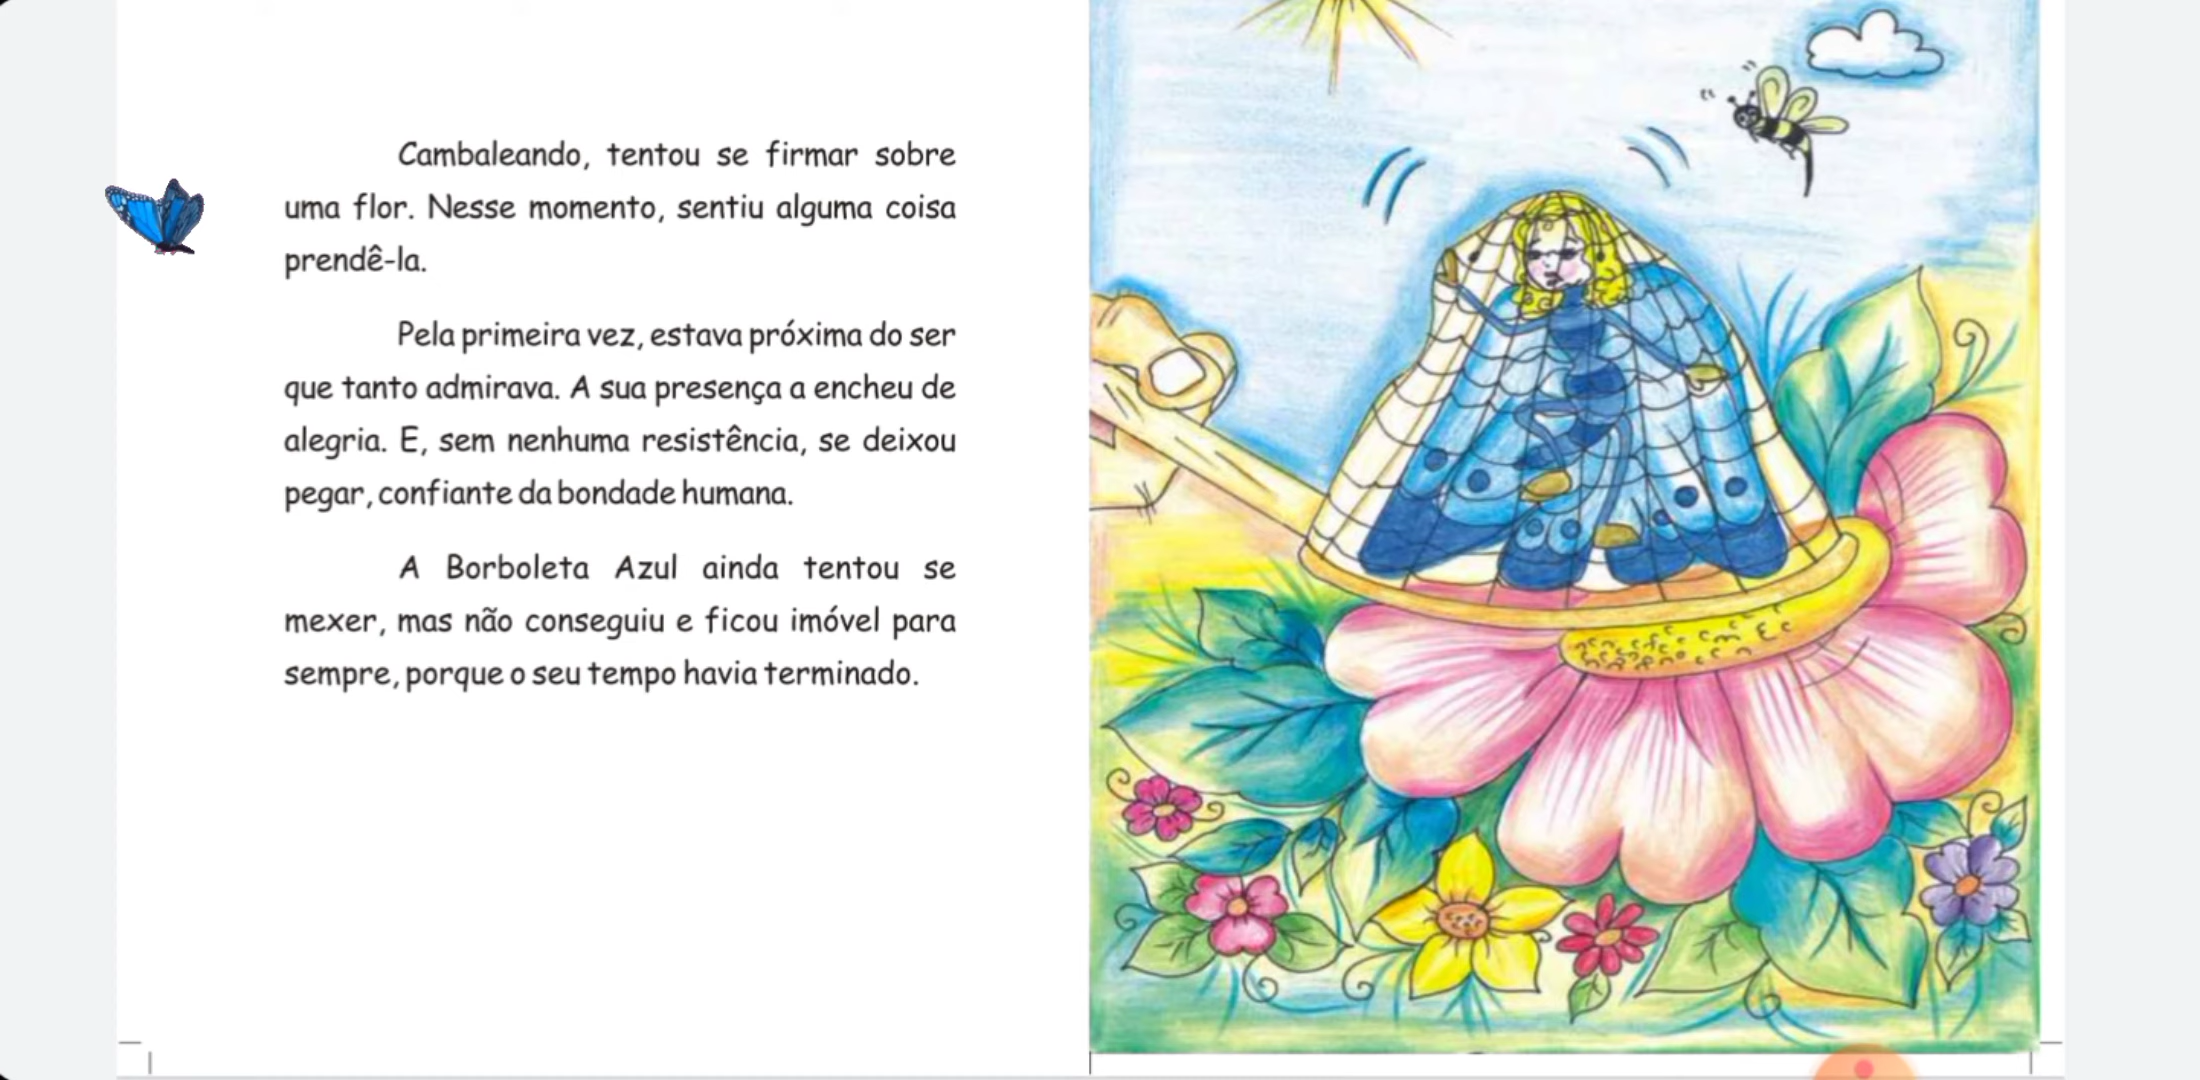 Cambaleando, tentou se firmar sobre
uma flor. Nesse momento, sentiu alguma coisa
prendê-la.
Pela primeira vez, estava próxima do ser
que tanto admirava. A sua presença a encheu de
alegria. E, sem nenhuma resistência, se deixou
pegar, confiante da bondade humana.
A Borboleta Azul ainda tentou se
mexer, mas não conseguiu e ficou imóvel para
sempre, porque o seu tempo havia terminado.